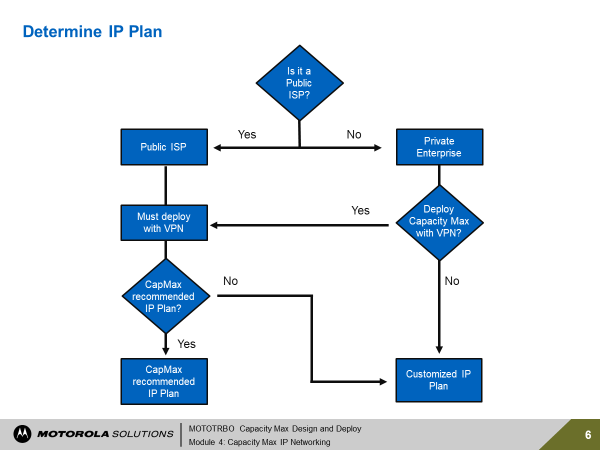 Determine IP Plan
Is it a
Public
ISP?
Yes
No
Public ISP
Private
Enterprise
Must deploy
with VPN
Yes
Deploy
Capacity Max
with VPN?
CapMax
recommended
IP Plan?
No
No
Yes
CapMax
recommended
IP Plan
Customized IP
Plan
MOTOROLA SOLUTIONS
MOTOTRBO Capacity Max Design and Deploy
Module 4: Capacity Max IP Networking
6